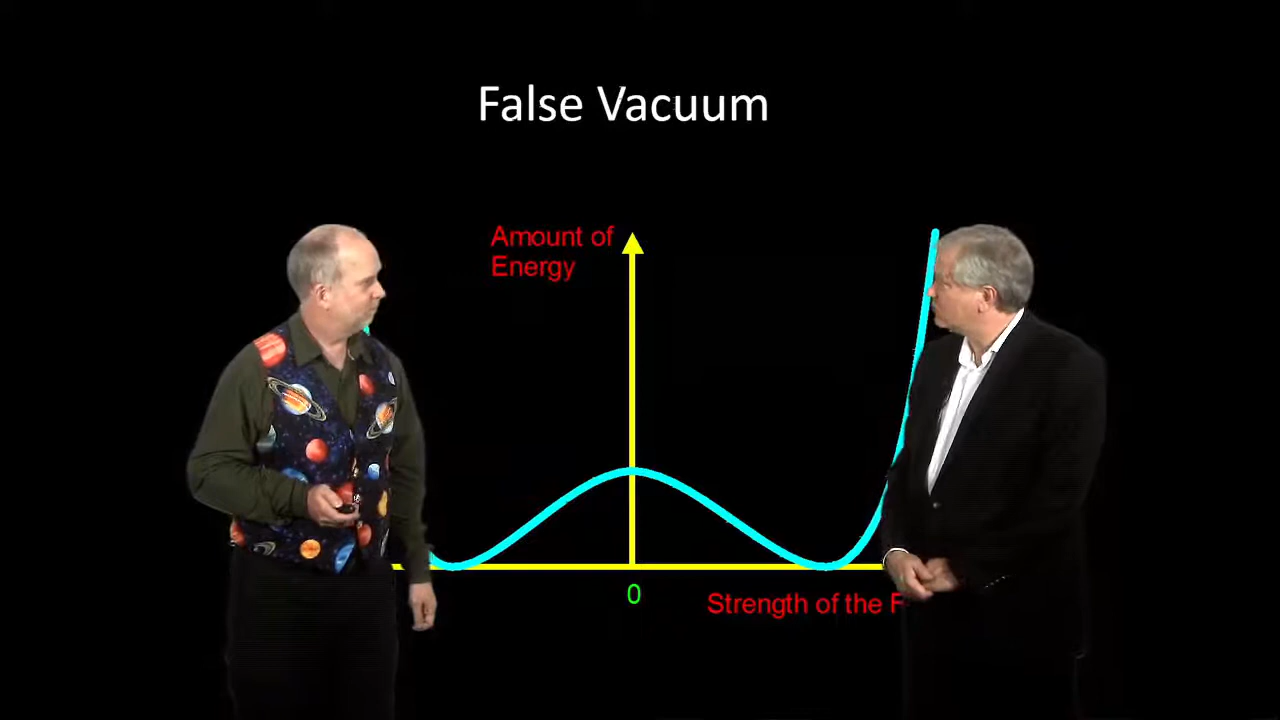 False Vacuum
Amount of
Energy
0
Strength of the